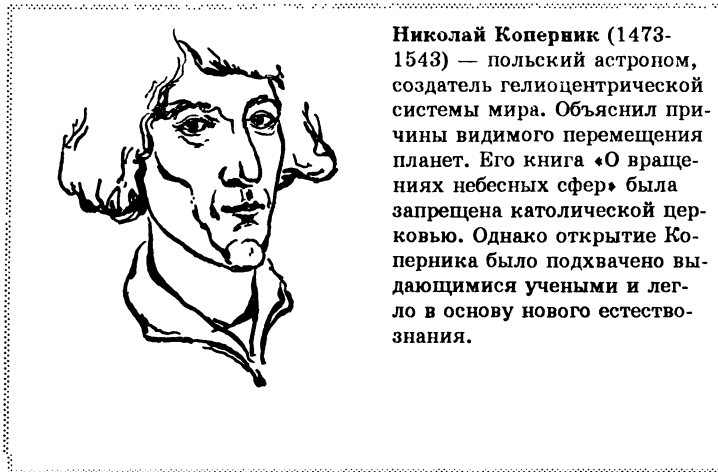 Николай Коперник (1473-
1543) — польский астроном,
создатель гелиоцентрической
системы мира. Объяснил при-
чины видимого перемещения
планет. Его книга «О враще-
ниях небесных сфер» была
запрещена католической цер-
ковью. Однако открытие Ко-
перника было подхвачено вы-
дающимися учеными и лег-
ло в основу нового естество-
знания.